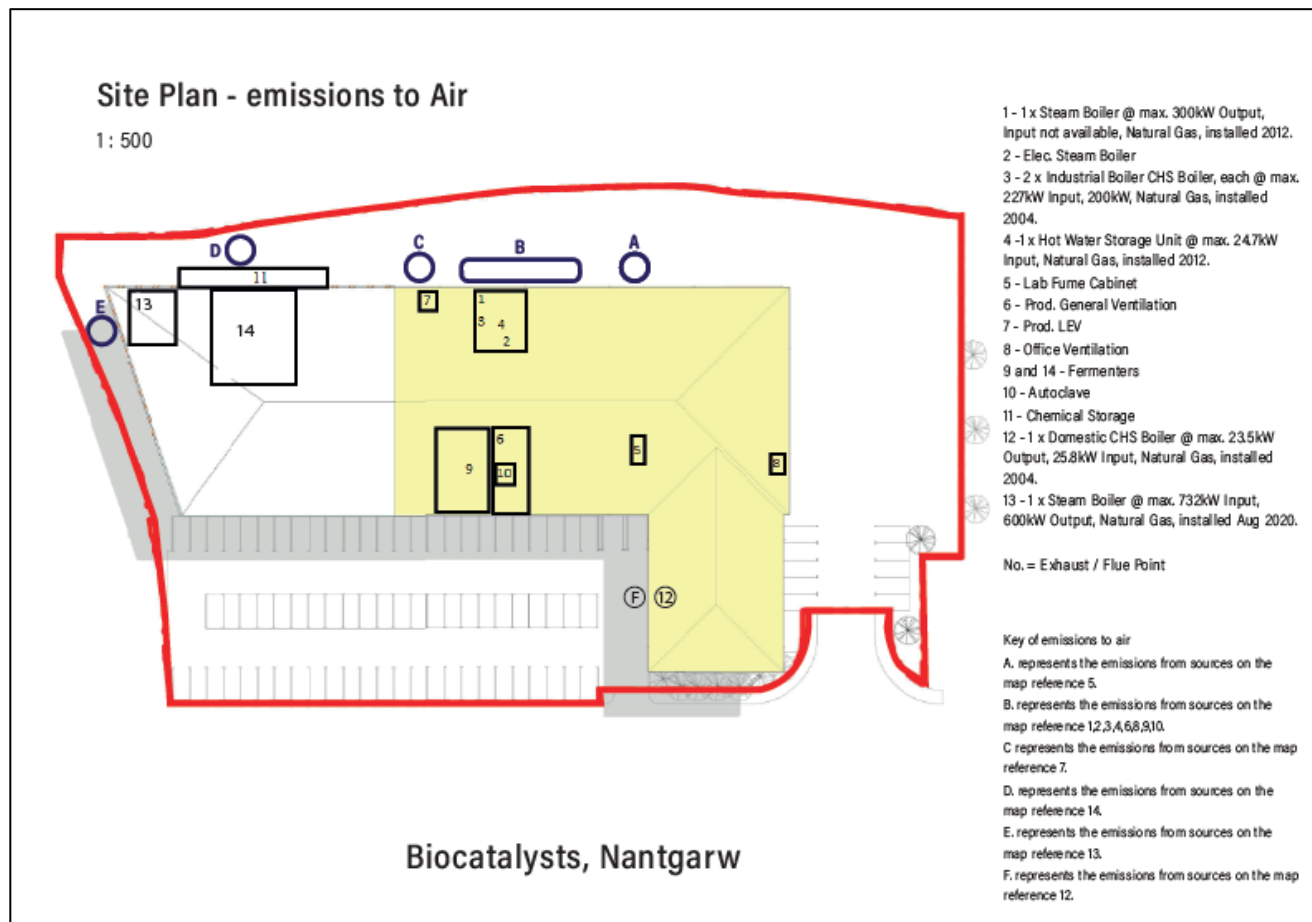 Site Plan - emissions to Air
1 : 500
D
C
B
A
E
11
13
14
7
1
3
4
2
9
6
10
5
8
F
12
Biocatalysts, Nantgarw
1 - 1 x Steam Boiler @ max. 300kW Output,
Input not available, Natural Gas, installed 2012.
2 - Elec. Steam Boiler
3 - 2 x Industrial Boiler CHS Boiler, each @ max.
227kW Input, 200kW, Natural Gas, installed
2004.
4 -1 x Hot Water Storage Unit @ max. 24.7kW
Input, Natural Gas, installed 2012.
5 - Lab Fume Cabinet
6 - Prod. General Ventilation
7 - Prod. LEV
8 - Office Ventilation
9 and 14 - Fermenters
10 - Autoclave
11 - Chemical Storage
12 - 1 x Domestic CHS Boiler @ max. 23.5kW
Output, 25.8kW Input, Natural Gas, installed
2004.
13 - 1 x Steam Boiler @ max. 732kW Input,
600kW Output, Natural Gas, installed Aug 2020.
No. = Exhaust / Flue Point
Key of emissions to air
A. represents the emissions from sources on the
map reference 5.
B. represents the emissions from sources on the
map reference 1,2,3,4,6,8,9,10.
C represents the emissions from sources on the map
reference 7.
D. represents the emissions from sources on the
map reference 14.
E. represents the emissions from sources on the
map reference 13.
F. represents the emissions from sources on the map
reference 12.